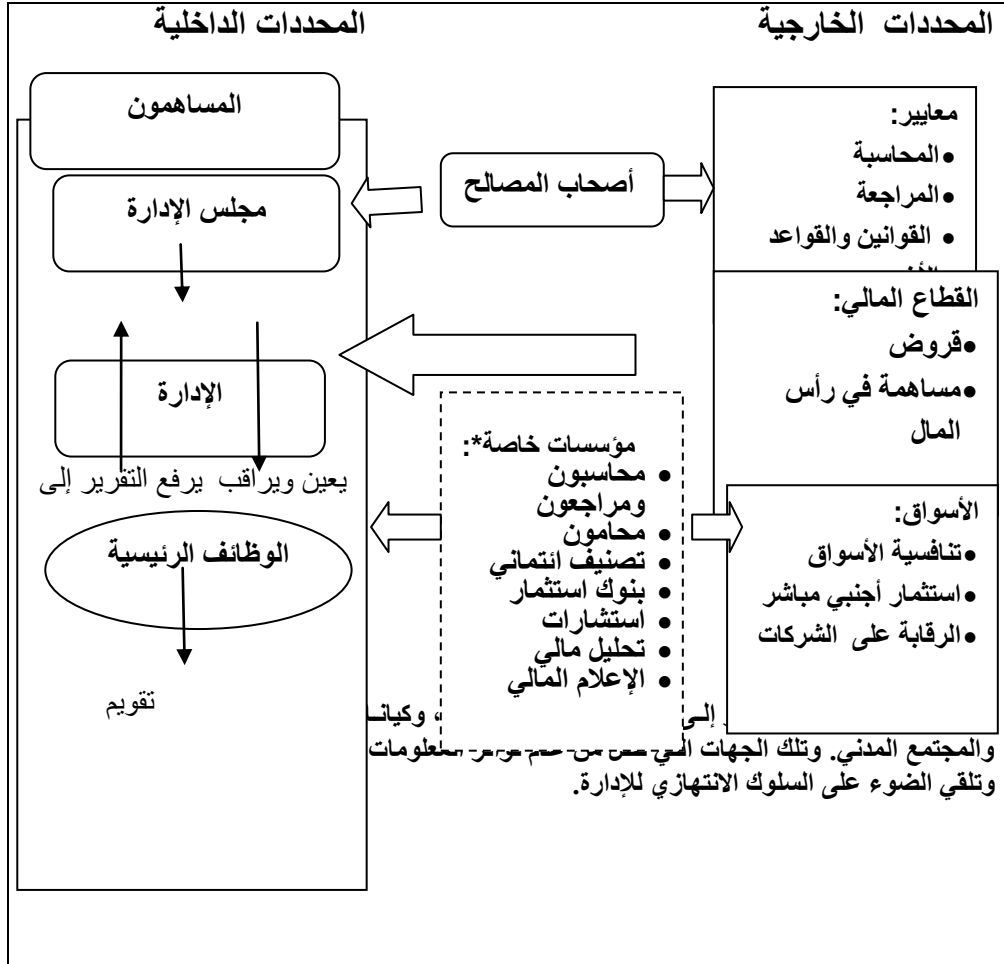 المحددات الخارجية
المحددات الداخلية
معايير:
•المحاسبة
•المراجعة
• القوانين والقواعد
القطاع المالي:
•قروض
•مساهمة في رأس
المال
الأسواق:
•تنافسية الأسواق
•استثمار أجنبي مباشر
•الرقابة على الشركات
أصحاب المصالح
مؤسسات خاصة*:
• محاسبون
ومراجعون
• محامون
• تصنيف ائتماني
• بنوك استثمار
• استشارات
• تحليل مالي
• الإعلام المالي
المساهمون
مجلس الإدارة
الإدارة
يعين ويراقب يرفع التقرير إلى
الوظائف الرئيسية
تقويم
إلى ، وكيانا
والمجتمع المدني. وتلك الجهات التي من
وتلقي الضوء على السلوك الانتهازي للإدارة.